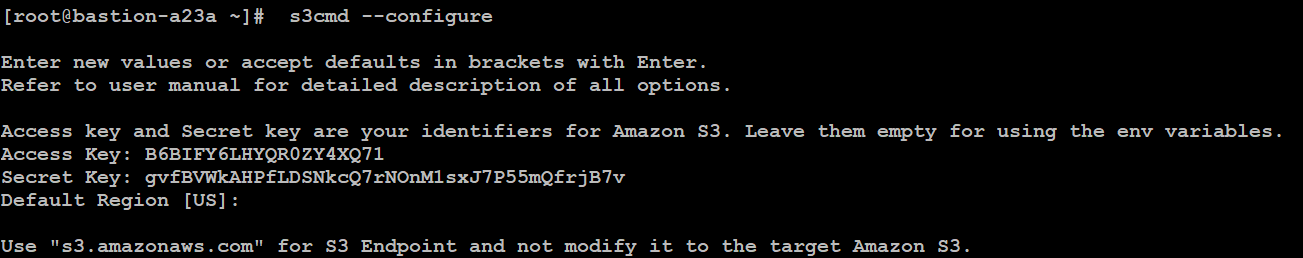 [root@bastion-a23a ~]#  s3cmd --configure
Enter new values or accept defaults in brackets with Enter.
Refer to user manual for detailed description of all options.
Access key and Secret key are your identifiers for Amazon S3. Leave them empty for using the env variables.
Access Key: B6BIFY6LHYQR0ZY4XQ71
Secret Key: gvfBVWkAHPfLDSNkcQ7rNOnM1sxJ7P55mQfrjB7v
Default Region [US]:
Use "s3.amazonaws.com" for S3 Endpoint and not modify it to the target Amazon S3.